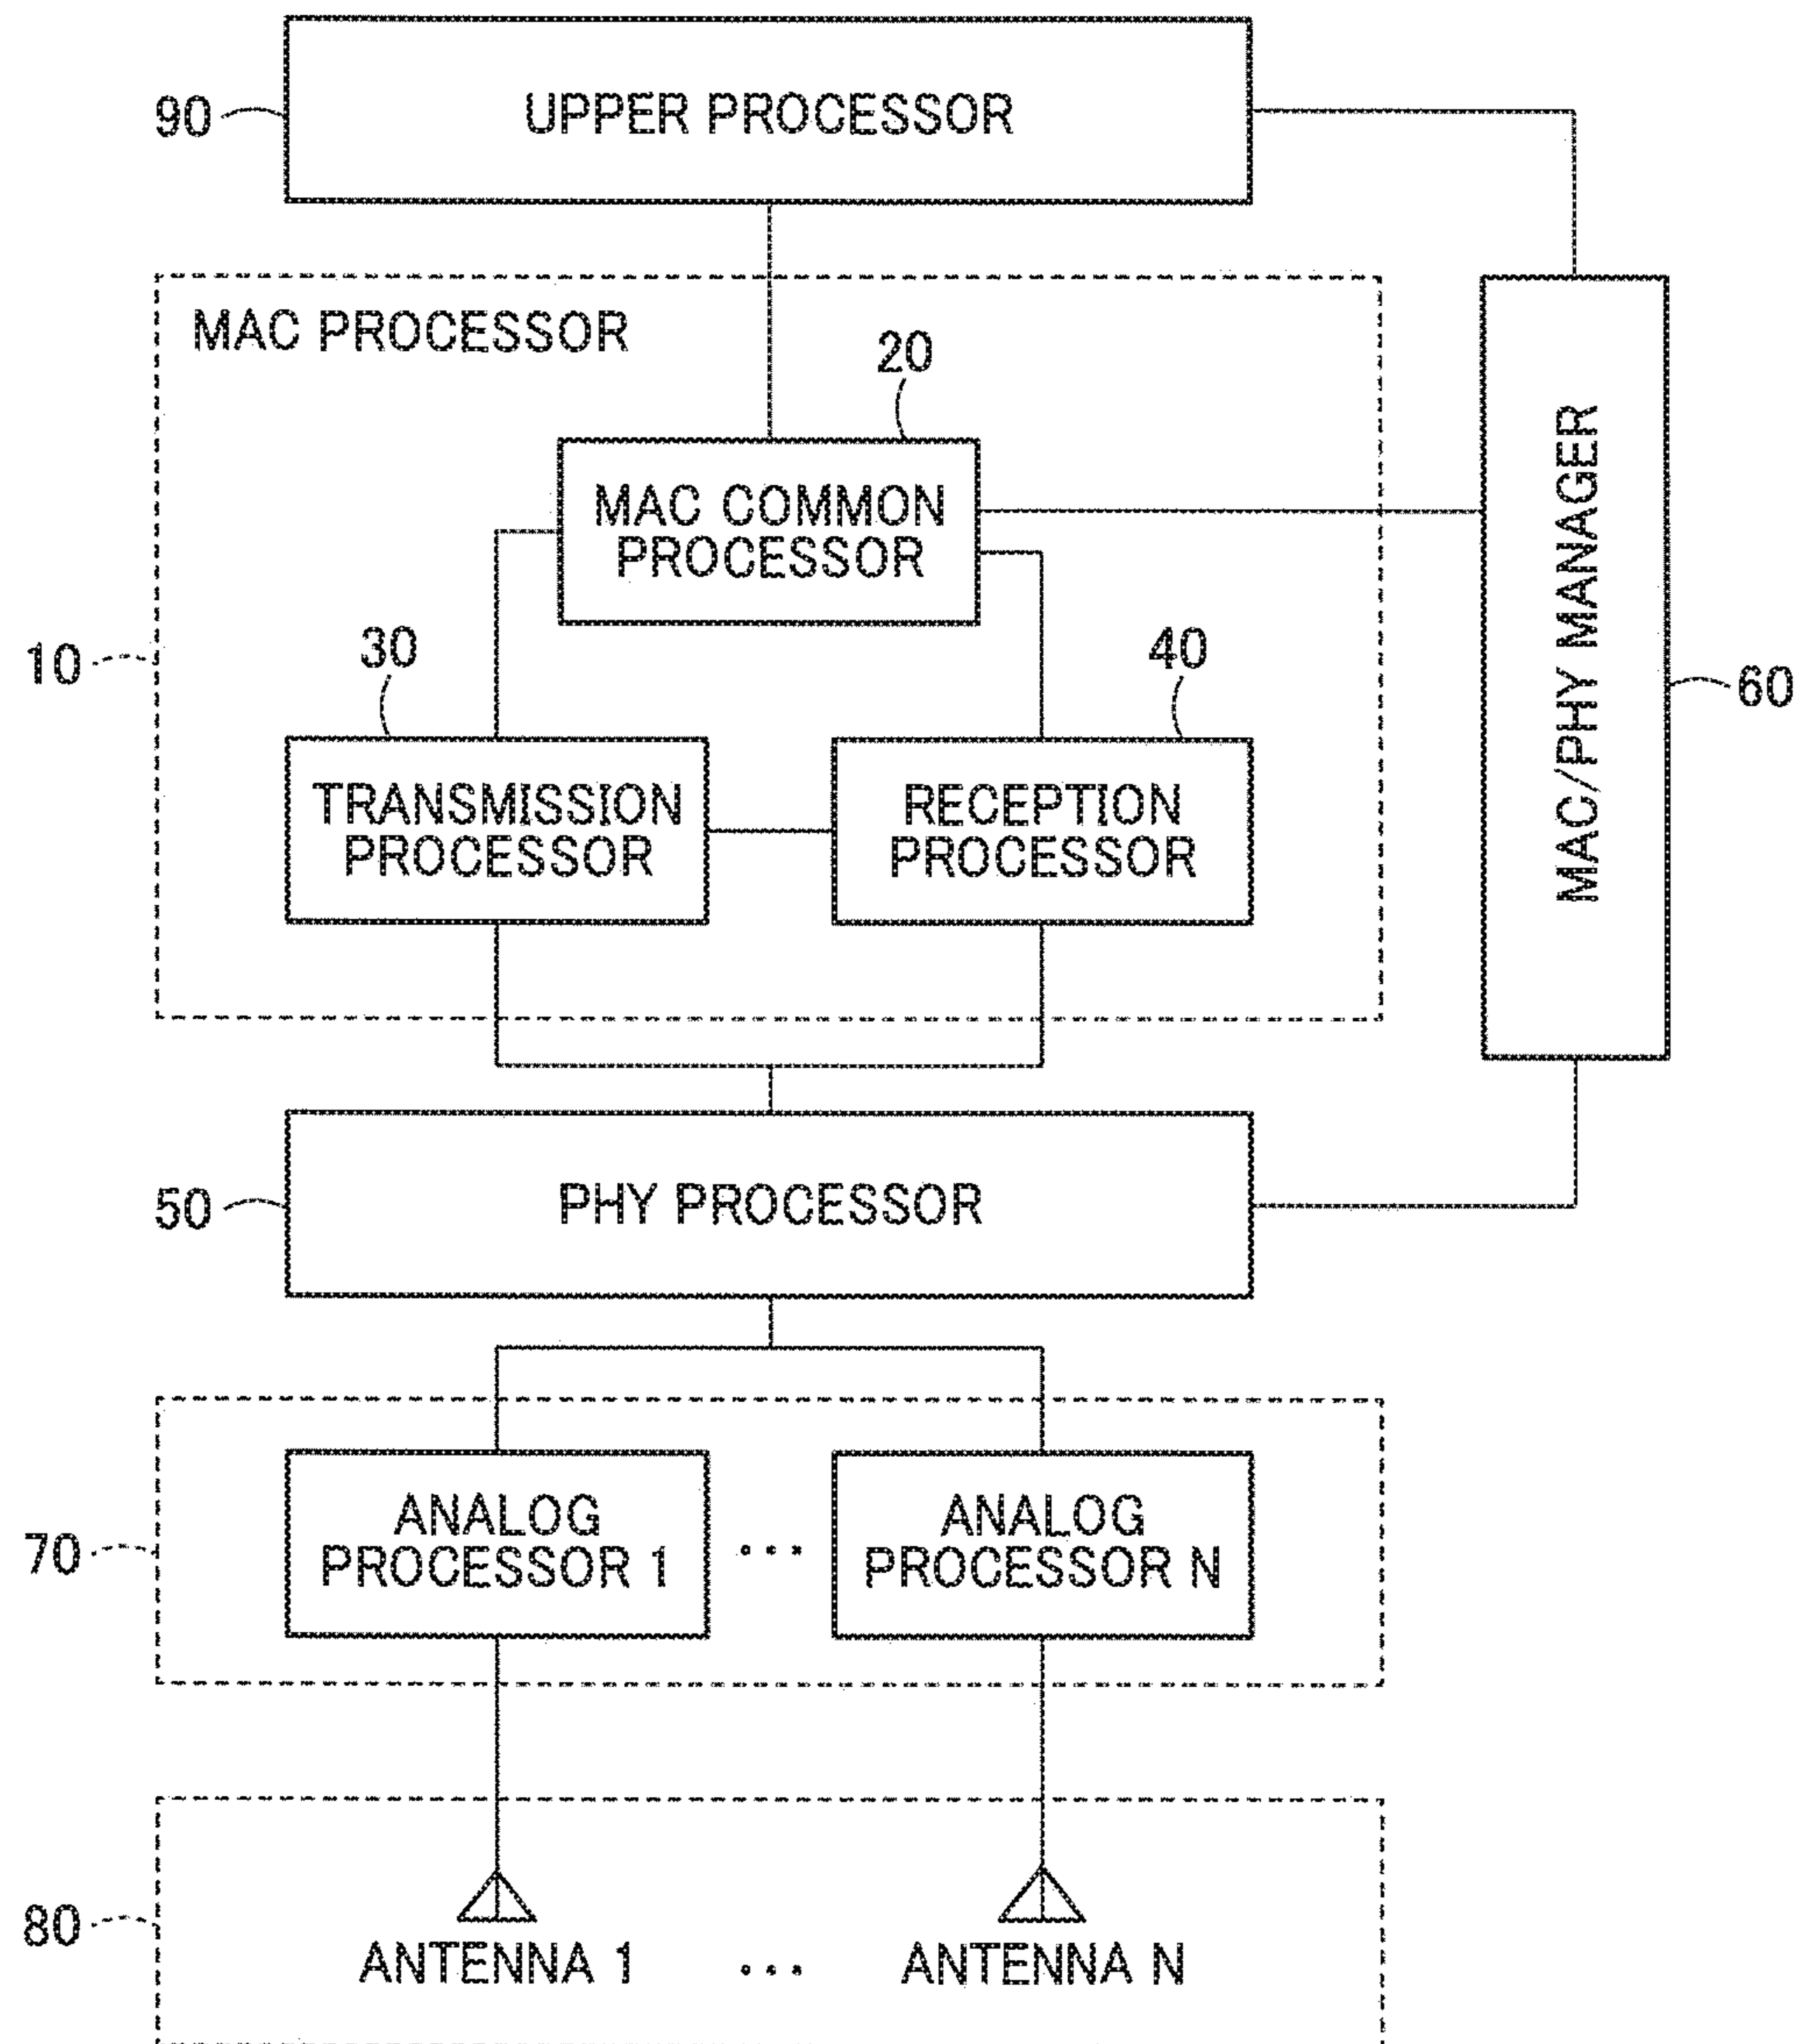 90
UPPER PROCESSOR
MAC PROCESSOR
20
MAC COMMON
PROCESSOR
10
30
40
TRANSMISSION
PROCESSOR
RECEPTION
PROCESSOR
MAC/PHY MANAGER
60
50
PHY PROCESSOR
70
ANALOG
PROCESSOR 1
...
ANALOG
PROCESSOR N
80
ANTENNA 1
...
ANTENNA N